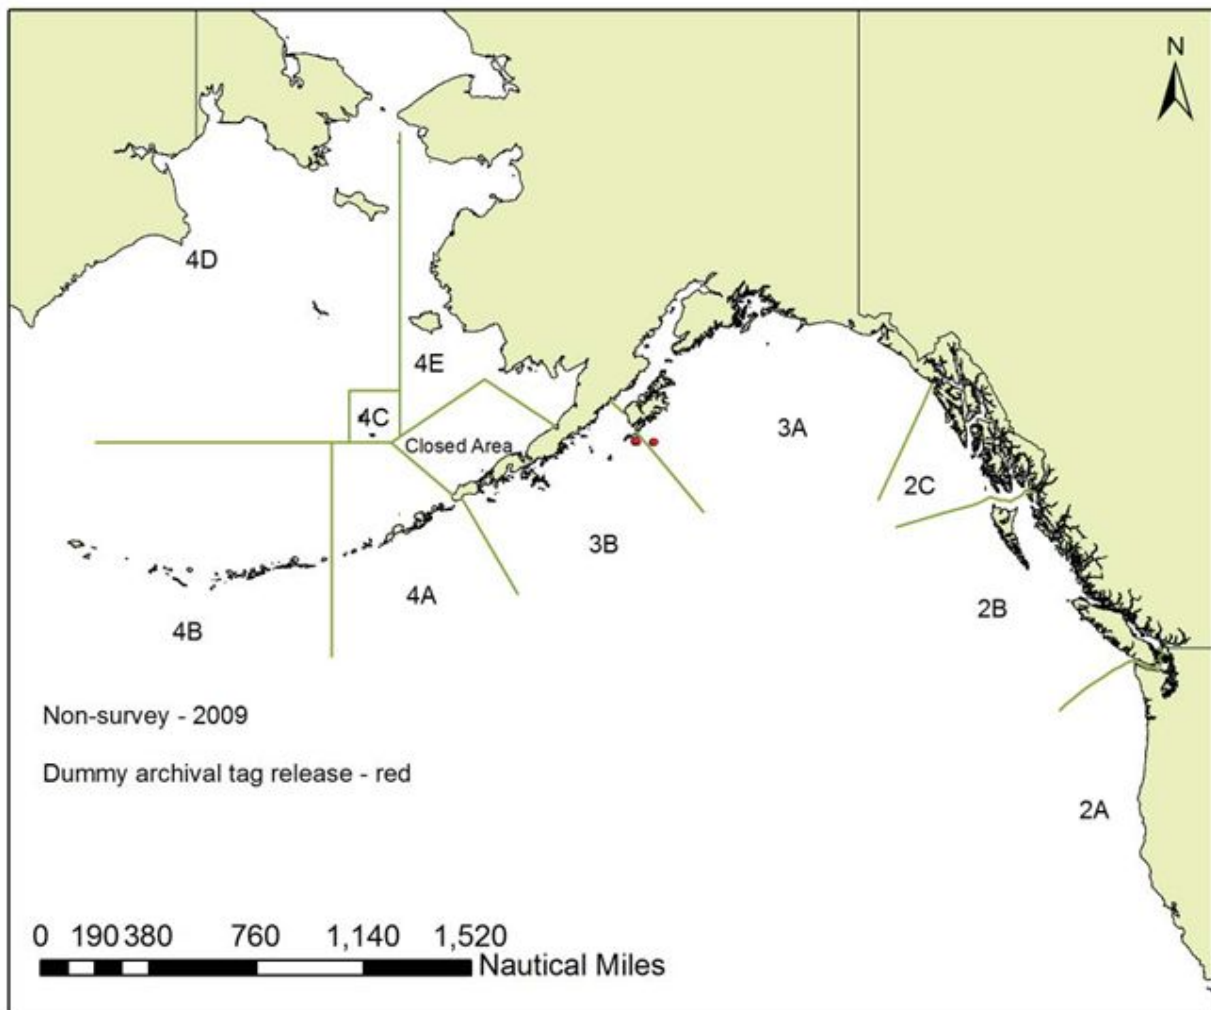 N
4D
4E
4C
Closed Area
3A
2C
3B
4A
2B
4B
Non-survey - 2009
Dummy archival tag release - red
2A
0 190 380 760 1,140 1,520
Nautical Miles